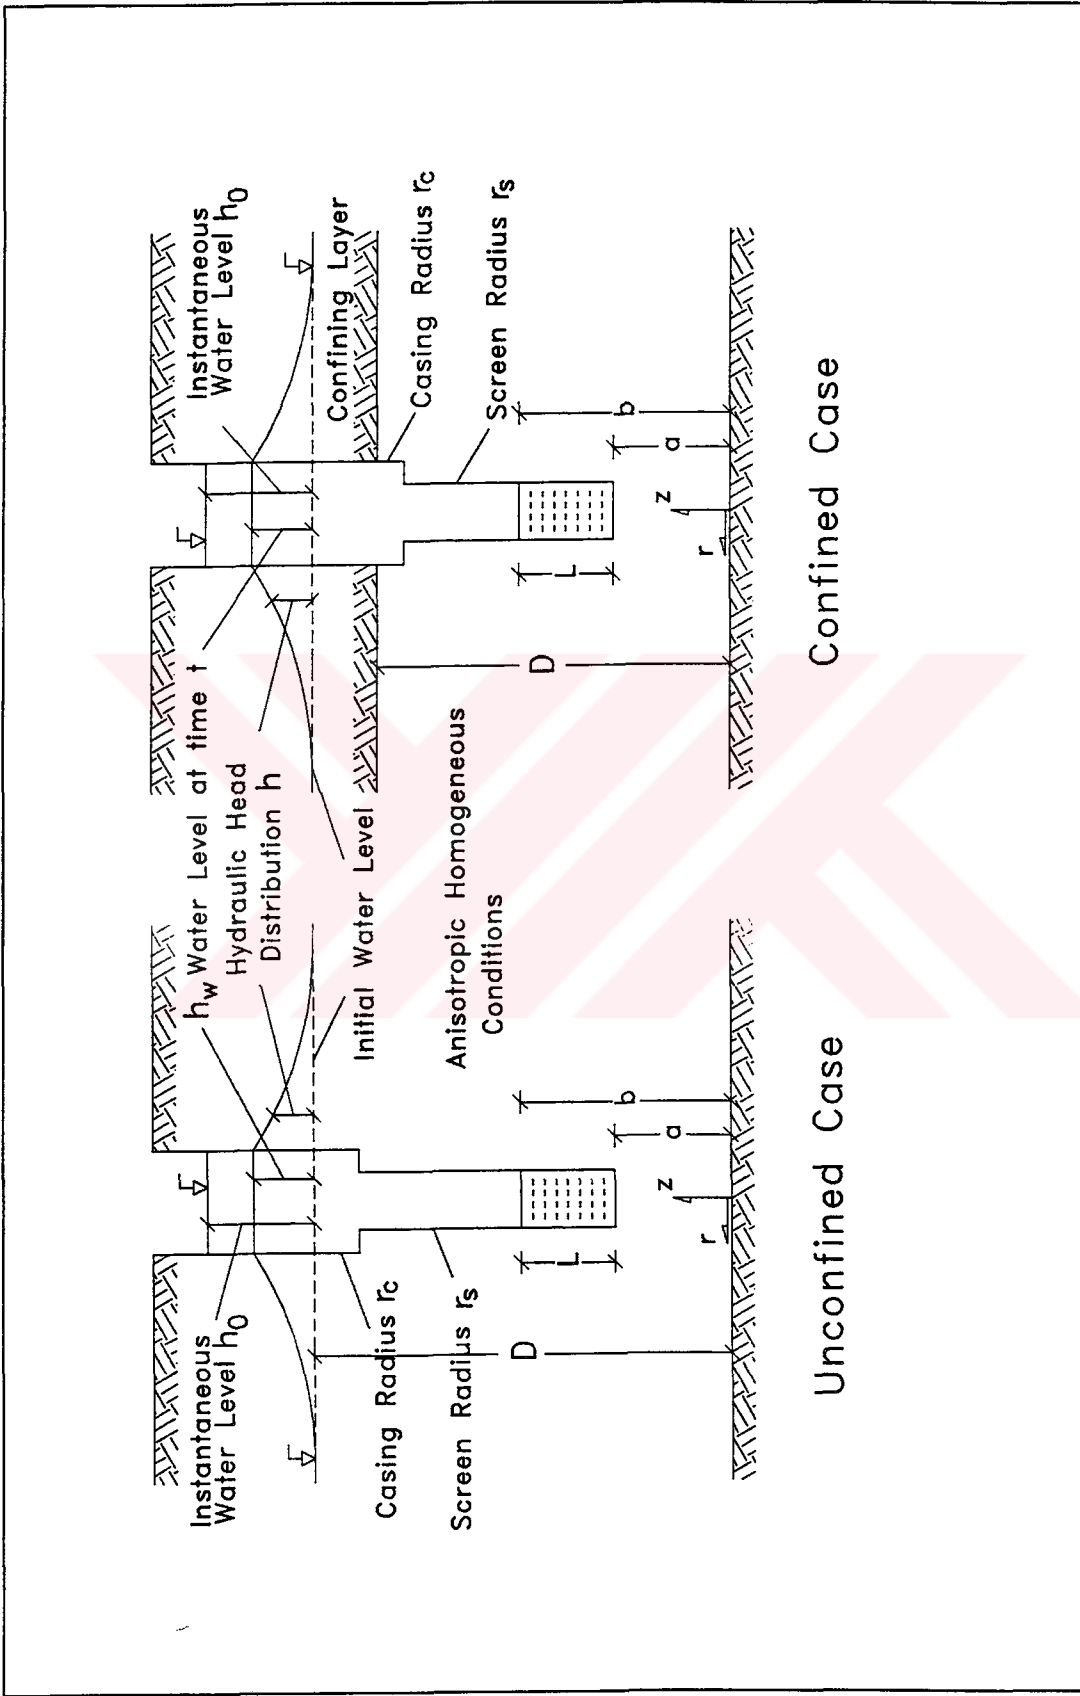 Instantaneous
Water Level h0
Casing Radius rc
Screen Radius rs
D
L
a
b
z
r
Unconfined Case
hw Water Level at time t
Hydraulic Head
Distribution h
Initial Water Level
Anisotropic Homogeneous
Conditions
Instantaneous
Water Level h0
Confining Layer
Casing Radius rc
Screen Radius rs
D
L
a
b
z
r
Confined Case